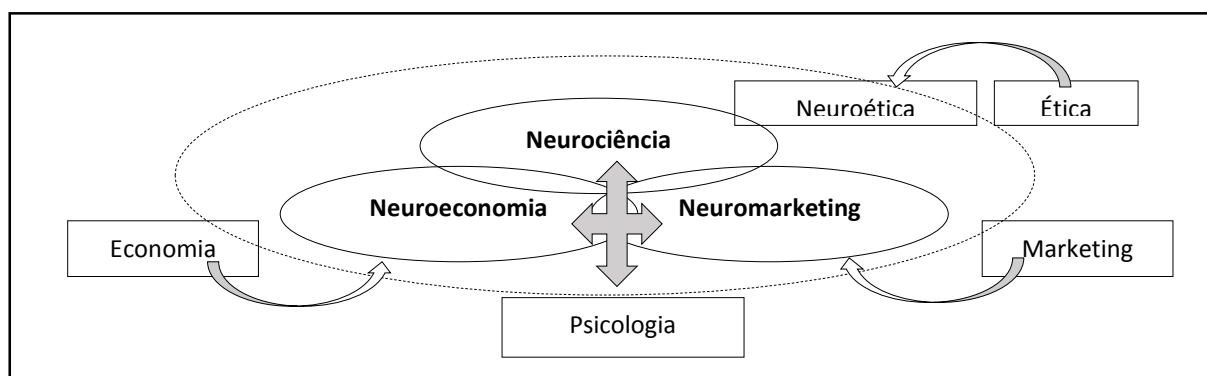 Neuroética
Ética
Neurociência
Neuroeconomia
Neuromarketing
Economia
Marketing
Psicologia